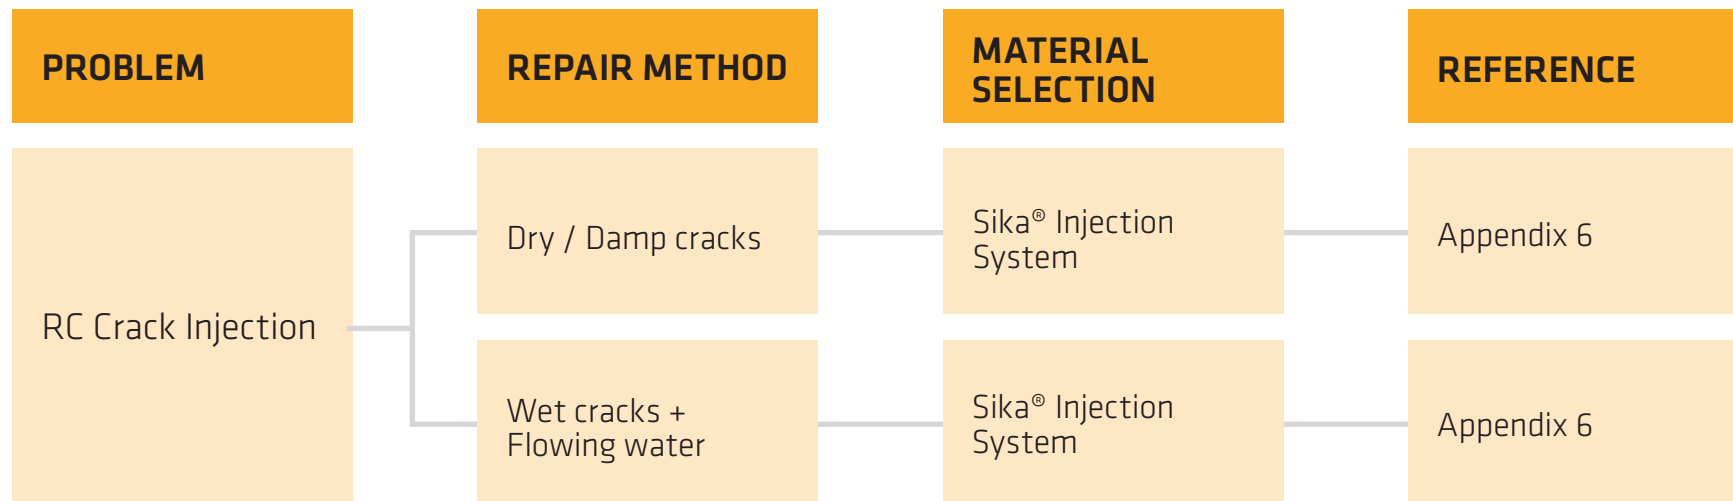 PROBLEM
REPAIR METHOD
MATERIAL
SELECTION
REFERENCE
RC Crack Injection
Dry / Damp cracks
Sika® Injection
System
Appendix 6
Wet cracks +
Flowing water
Sika® Injection
System
Appendix 6